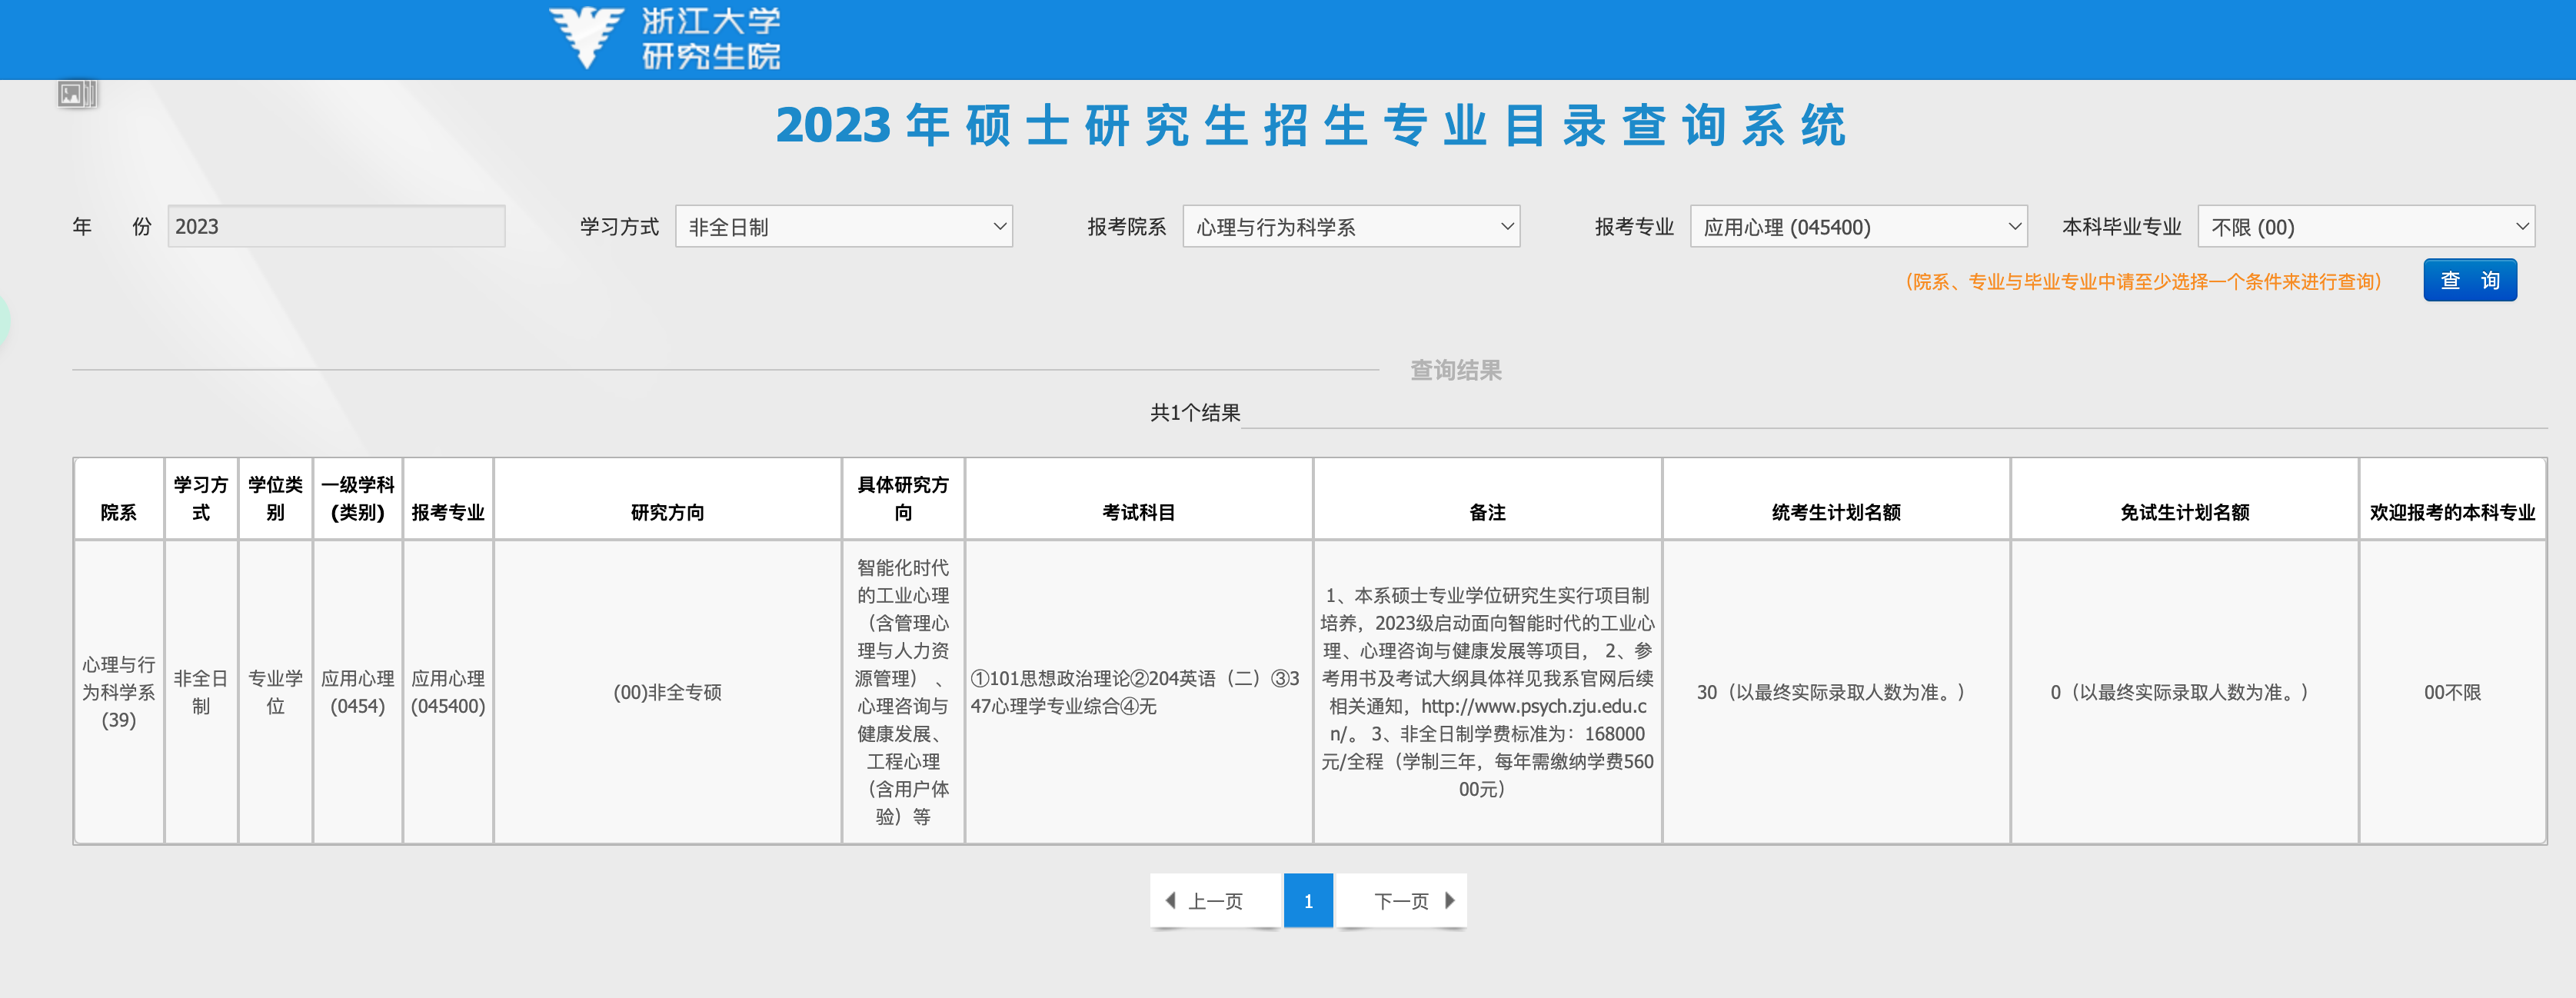 浙江大学
研究生院
2023年硕士研究生招生专业目录查询系统
年 份 2023 学习方式 非全日制 报考院系 心理与行为科学系 报考专业 应用心理 (045400) 本科毕业专业 不限 (00)
（院系、专业与毕业专业中请至少选择一个条件来进行查询） 查 询
查询结果
共1个结果
院系
学习方
式
学位类
别
一级学科
(类别)
报考专业
研究方向
具体研究方
向
考试科目
备注
统考生计划名额
免试生计划名额
欢迎报考的本科专业
心理与行
为科学系
(39)
非全日
制
专业学
位
应用心理
(0454)
应用心理
(045400)
(00)非全专硕
智能化时代
的工业心理
（含管理心
理与人力资
源管理）、
心理咨询与
健康发展、
工程心理
（含用户体
验）等
①101思想政治理论②204英语（二）③3
47心理学专业综合④无
1、本系硕士专业学位研究生实行项目制
培养，2023级启动面向智能时代的工业心
理、心理咨询与健康发展等项目， 2、参
考用书及考试大纲具体祥见我系官网后续
相关通知，http://www.psych.zju.edu.c
n/。 3、非全日制学费标准为：168000
元/全程（学制三年，每年需缴纳学费560
00元）
30（以最终实际录取人数为准。）
0（以最终实际录取人数为准。）
00不限
上一页 1 下一页